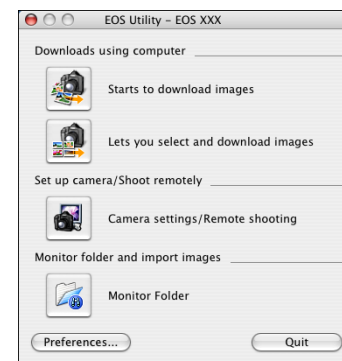 EOS Utility – EOS XXX
Downloads using computer
Starts to download images
Lets you select and download images
Set up camera/Shoot remotely
Camera settings/Remote shooting
Monitor folder and import images
Monitor Folder
Preferences...
Quit